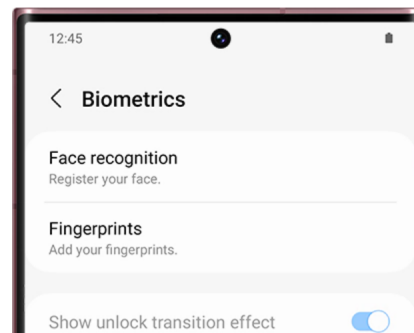 12:45
Biometrics
Face recognition
Register your face.
Fingerprints
Add your fingerprints.
Show unlock transition effect